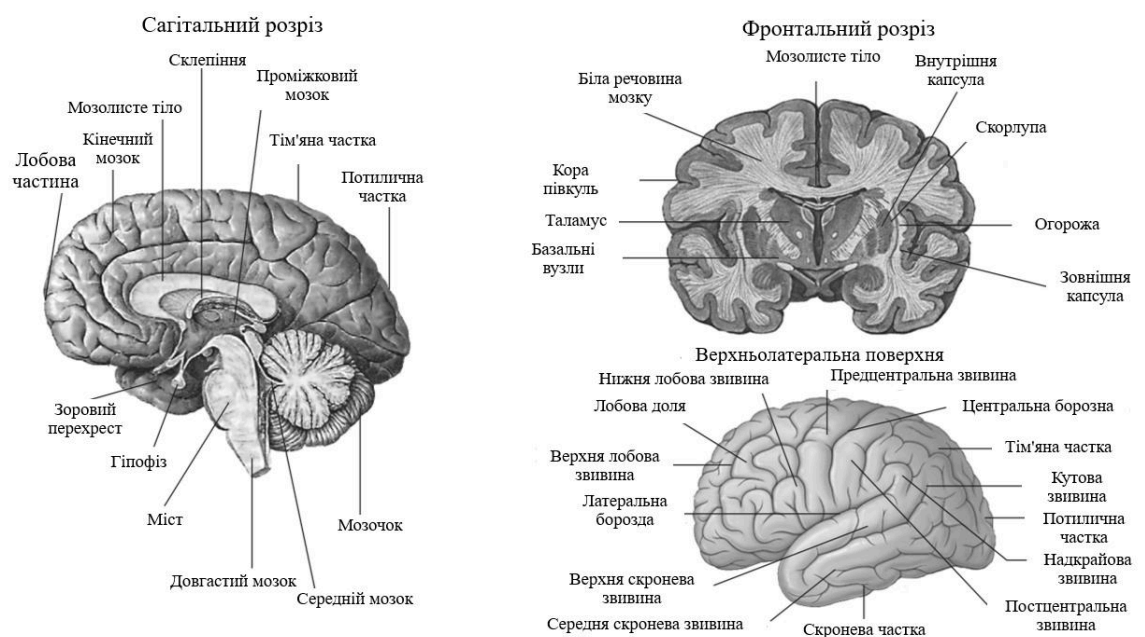 Сагітальний розріз
Склепіння
Проміжковий
мозок
Мозолисте тіло
Кінечний
мозок
Тім'яна частка
Лобова
частина
Потилична
частка
Зоровий
перехрест
Гіпофіз
Міст
Мозочок
Довгастий мозок
Середній мозок
Фронтальний розріз
Мозолисте тіло
Внутрішня
капсула
Біла речовина
мозку
Скорлупа
Кора
півкуль
Таламус
Огорожа
Базальні
вузли
Зовнішня
капсула
Верхньолатеральна поверхня
Нижня лобова звивина
Предцентральна звивина
Лобова доля
Центральна борозна
Верхня лобова
звивина
Тім'яна частка
Латеральна
борозда
Кутова
звивина
Потилична
частка
Надкрайова
звивина
Верхня скронева
звивина
Постцентральна
звивина
Середня скронева звивина
Скронева частка